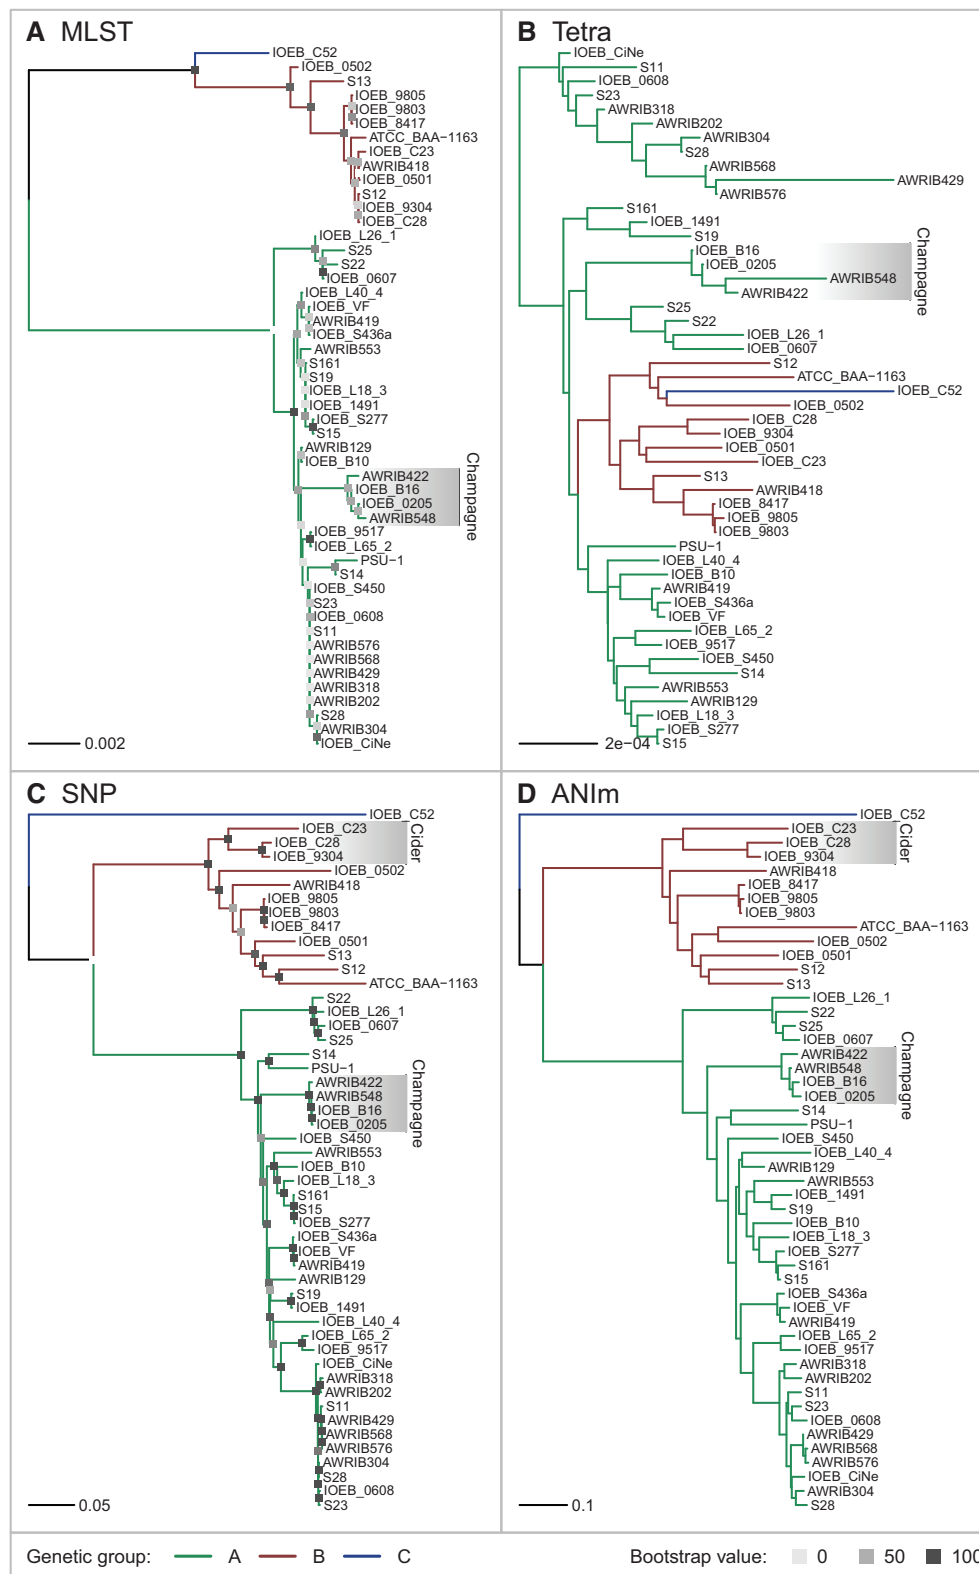 A MLST
IOEB_C52
IOEB_0502
S13
IOEB_9805
IOEB_9803
IOEB_8417
ATCC_BAA−1163
IOEB_C23
AWRIB418
IOEB_0501
S12
IOEB_9304
IOEB_C28
IOEB_L26_1
S25
S22
IOEB_0607
IOEB_L40_4
IOEB_VF
AWRIB419
IOEB_S436a
AWRIB553
S161
S19
IOEB_L18_3
IOEB_1491
IOEB_S277
S15
AWRIB129
IOEB_B10
AWRIB422
IOEB_B16
IOEB_0205
AWRIB548
Champagne
IOEB_9517
IOEB_L65_2
PSU−1
S14
IOEB_S450
S23
IOEB_0608
S11
AWRIB576
AWRIB568
AWRIB429
AWRIB318
AWRIB202
S28
AWRIB304
IOEB_CiNe
0.002
B Tetra
IOEB_CiNe
S11
IOEB_0608
S23
AWRIB318
AWRIB202
AWRIB304
S28
AWRIB568
AWRIB429
AWRIB576
S161
IOEB_1491
S19
IOEB_B16
IOEB_0205
AWRIB548
AWRIB422
Champagne
S25
S22
IOEB_L26_1
IOEB_0607
S12
ATCC_BAA−1163
IOEB_C52
IOEB_0502
IOEB_C28
IOEB_9304
IOEB_0501
IOEB_C23
S13
AWRIB418
IOEB_8417
IOEB_9805
IOEB_9803
PSU−1
IOEB_L40_4
IOEB_B10
AWRIB419
IOEB_S436a
IOEB_VF
IOEB_L65_2
IOEB_9517
IOEB_S450
S14
AWRIB553
AWRIB129
IOEB_L18_3
IOEB_S277
S15
2e−04
C SNP
IOEB_C52
IOEB_C23
IOEB_C28
IOEB_9304
Cider
IOEB_0502
AWRIB418
IOEB_9805
IOEB_9803
IOEB_8417
IOEB_0501
S13
S12
ATCC_BAA−1163
S22
IOEB_L26_1
IOEB_0607
S25
S14
PSU−1
AWRIB422
AWRIB548
IOEB_B16
IOEB_0205
Champagne
IOEB_S450
AWRIB553
IOEB_B10
IOEB_L18_3
S161
S15
IOEB_S277
IOEB_S436a
IOEB_VF
AWRIB419
AWRIB129
S19
IOEB_1491
IOEB_L40_4
IOEB_L65_2
IOEB_9517
IOEB_CiNe
AWRIB318
AWRIB202
S11
AWRIB429
AWRIB568
AWRIB576
AWRIB304
S28
IOEB_0608
S23
0.05
D ANIm
IOEB_C52
IOEB_C23
IOEB_C28
IOEB_9304
Cider
AWRIB418
IOEB_8417
IOEB_9805
IOEB_9803
ATCC_BAA−1163
IOEB_0502
IOEB_0501
S12
S13
IOEB_L26_1
S22
S25
IOEB_0607
AWRIB422
AWRIB548
IOEB_B16
IOEB_0205
Champagne
S14
PSU−1
IOEB_S450
IOEB_L40_4
AWRIB129
AWRIB553
IOEB_1491
S19
IOEB_B10
IOEB_L18_3
IOEB_S277
S161
S15
IOEB_S436a
IOEB_VF
AWRIB419
IOEB_L65_2
IOEB_9517
AWRIB318
AWRIB202
S11
S23
IOEB_0608
AWRIB429
AWRIB568
AWRIB576
IOEB_CiNe
AWRIB304
S28
0.1
Genetic group: A B C
Bootstrap value: 0 50 100